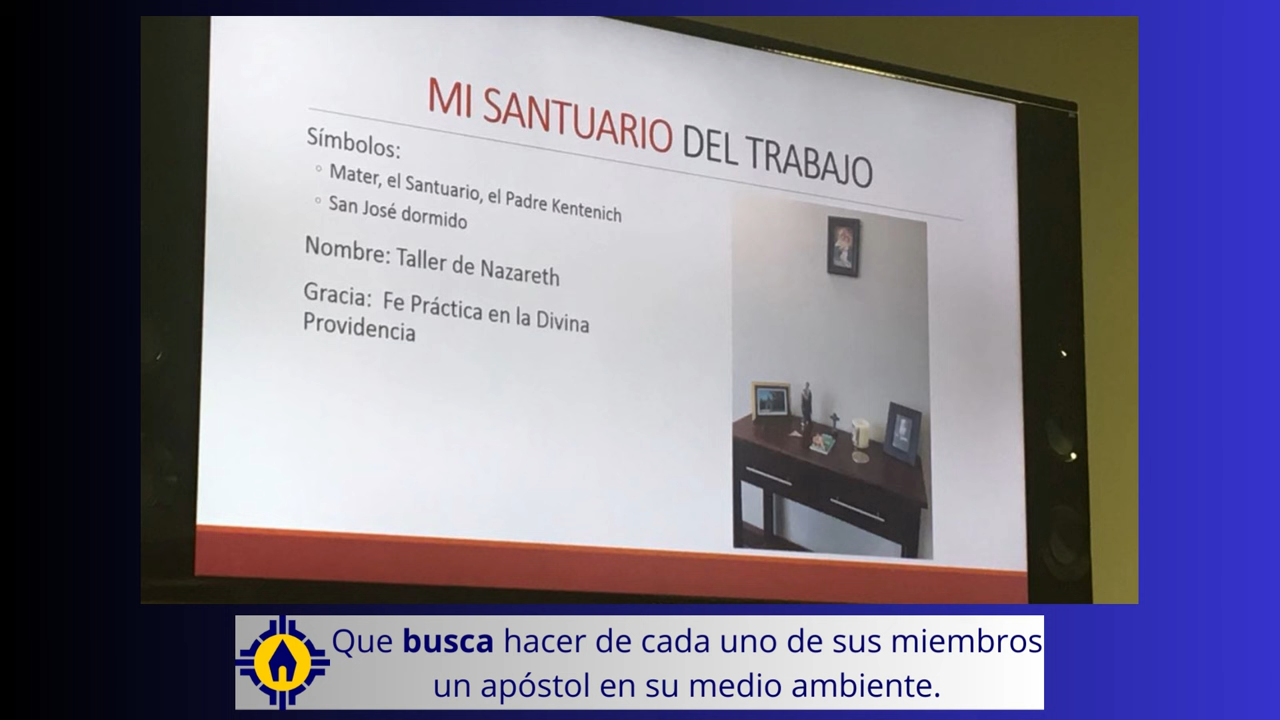 MI SANTUARIO DEL TRABAJO
Símbolos:
◦ Mater, el Santuario, el Padre Kentenich
◦ San José dormido
Nombre: Taller de Nazareth
Gracia: Fe Práctica en la Divina
Providencia
Que busca hacer de cada uno de sus miembros
un apóstol en su medio ambiente.